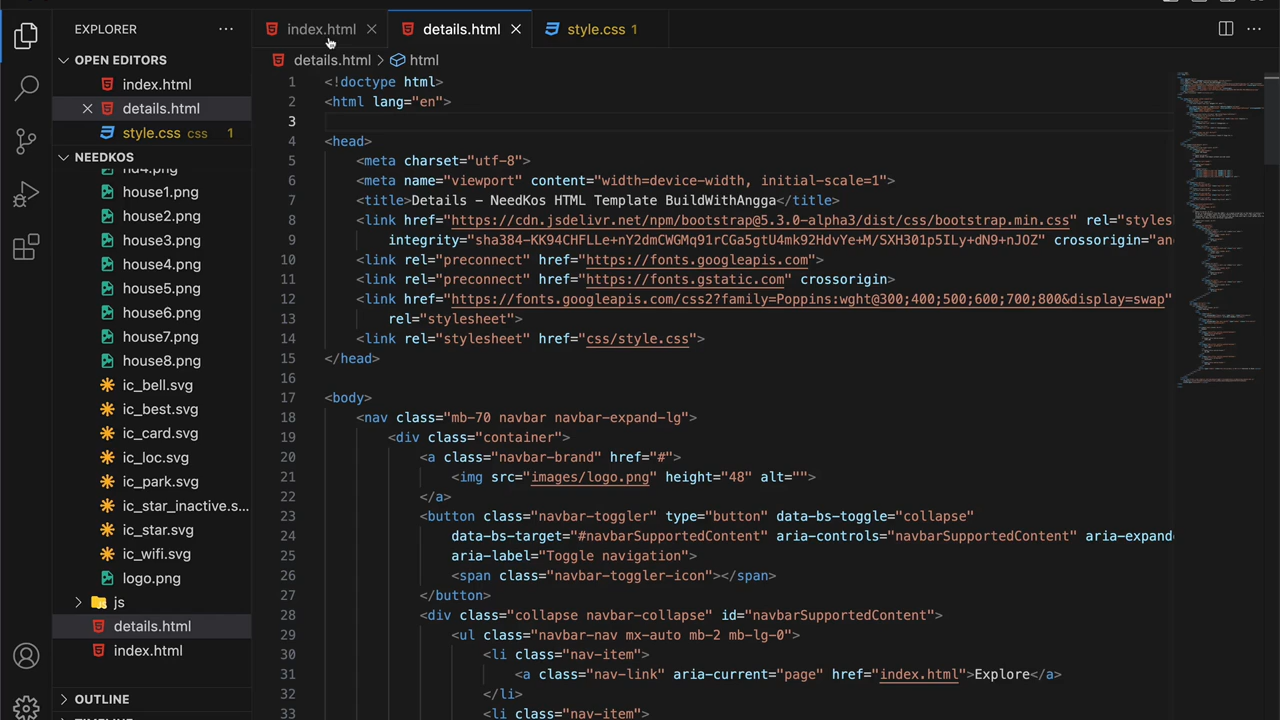 EXPLORER
index.html
details.html
style.css 1
OPEN EDITORS
index.html
details.html
style.css css 1
NEEDKOS
hd4.png
house1.png
house2.png
house3.png
house4.png
house5.png
house6.png
house7.png
house8.png
ic_bell.svg
ic_best.svg
ic_card.svg
ic_loc.svg
ic_park.svg
ic_star_inactive.s...
ic_star.svg
ic_wifi.svg
logo.png
js
details.html
index.html
OUTLINE
details.html > html
1 <!doctype html>
2 <html lang="en">
3
4 <head>
5 <meta charset="utf-8">
6 <meta name="viewport" content="width=device-width, initial-scale=1">
7 <title>Details – NeKos HTML Template BuildWithAngga</title>
8 <link href="https://cdn.jsdelivr.net/npm/bootstrap@5.3.0-alpha3/dist/css/bootstrap.min.css" rel="styles
9 integrity="sha384-KK94CHFLLe+nY2dmCWGMq91rCGa5gtU4mk92HdvYe+M/SXH301p5ILy+dN9+nJOZ" crossorigin="an
10 <link rel="preconnect" href="https://fonts.googleapis.com">
11 <link rel="preconnect" href="https://fonts.gstatic.com" crossorigin>
12 <link href="https://fonts.googleapis.com/css2?family=Poppins:wght@300;400;500;600;700;800&display=swap"
13 rel="stylesheet">
14 <link rel="stylesheet" href="css/style.css">
15 </head>
16
17 <body>
18 <nav class="mb-70 navbar navbar-expand-lg">
19 <div class="container">
20 <a class="navbar-brand" href="#">
21 <img src="images/logo.png" height="48" alt="">
22 </a>
23 <button class="navbar-toggler" type="button" data-bs-toggle="collapse"
24 data-bs-target="#navbarSupportedContent" aria-controls="navbarSupportedContent" aria-expand
25 aria-label="Toggle navigation">
26 <span class="navbar-toggler-icon"></span>
27 </button>
28 <div class="collapse navbar-collapse" id="navbarSupportedContent">
29 <ul class="navbar-nav mx-auto mb-2 mb-lg-0">
30 <li class="nav-item">
31 <a class="nav-link" aria-current="page" href="index.html">Explore</a>
32 </li>
33 <li class="nav-item">